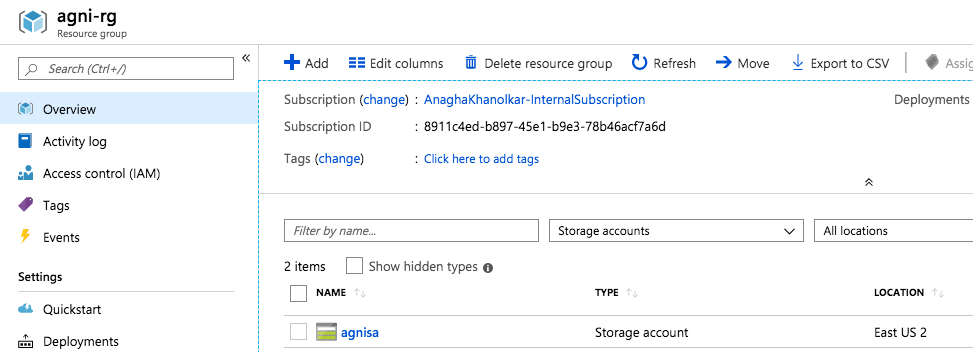 agni-rg
Resource group
Search (Ctrl+/)
Overview
Activity log
Access control (IAM)
Tags
Events
Settings
Quickstart
Deployments
Add Edit columns Delete resource group Refresh Move Export to CSV Assig
Subscription (change) : AnaghaKhanolkar-InternalSubscription Deployments
Subscription ID : 8911c4ed-b897-45e1-b9e3-78b46acf7a6d
Tags (change) : Click here to add tags
Filter by name... Storage accounts All locations
2 items Show hidden types
NAME TYPE LOCATION
agnisa Storage account East US 2